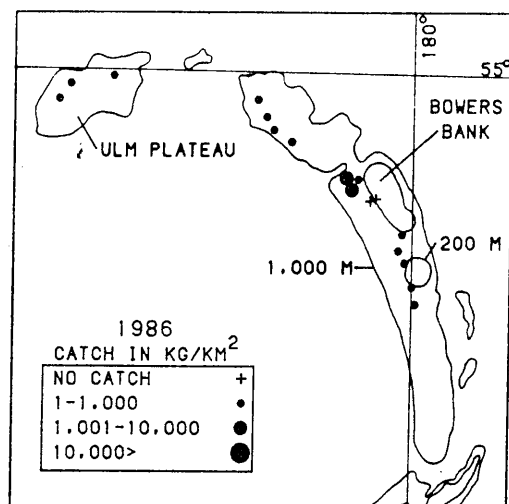 180°
55°
BOWERS
BANK
ULM PLATEAU
200 M
1,000 M
1986
CATCH IN KG/KM2
NO CATCH +
1-1,000
1,001-10,000
10,000>